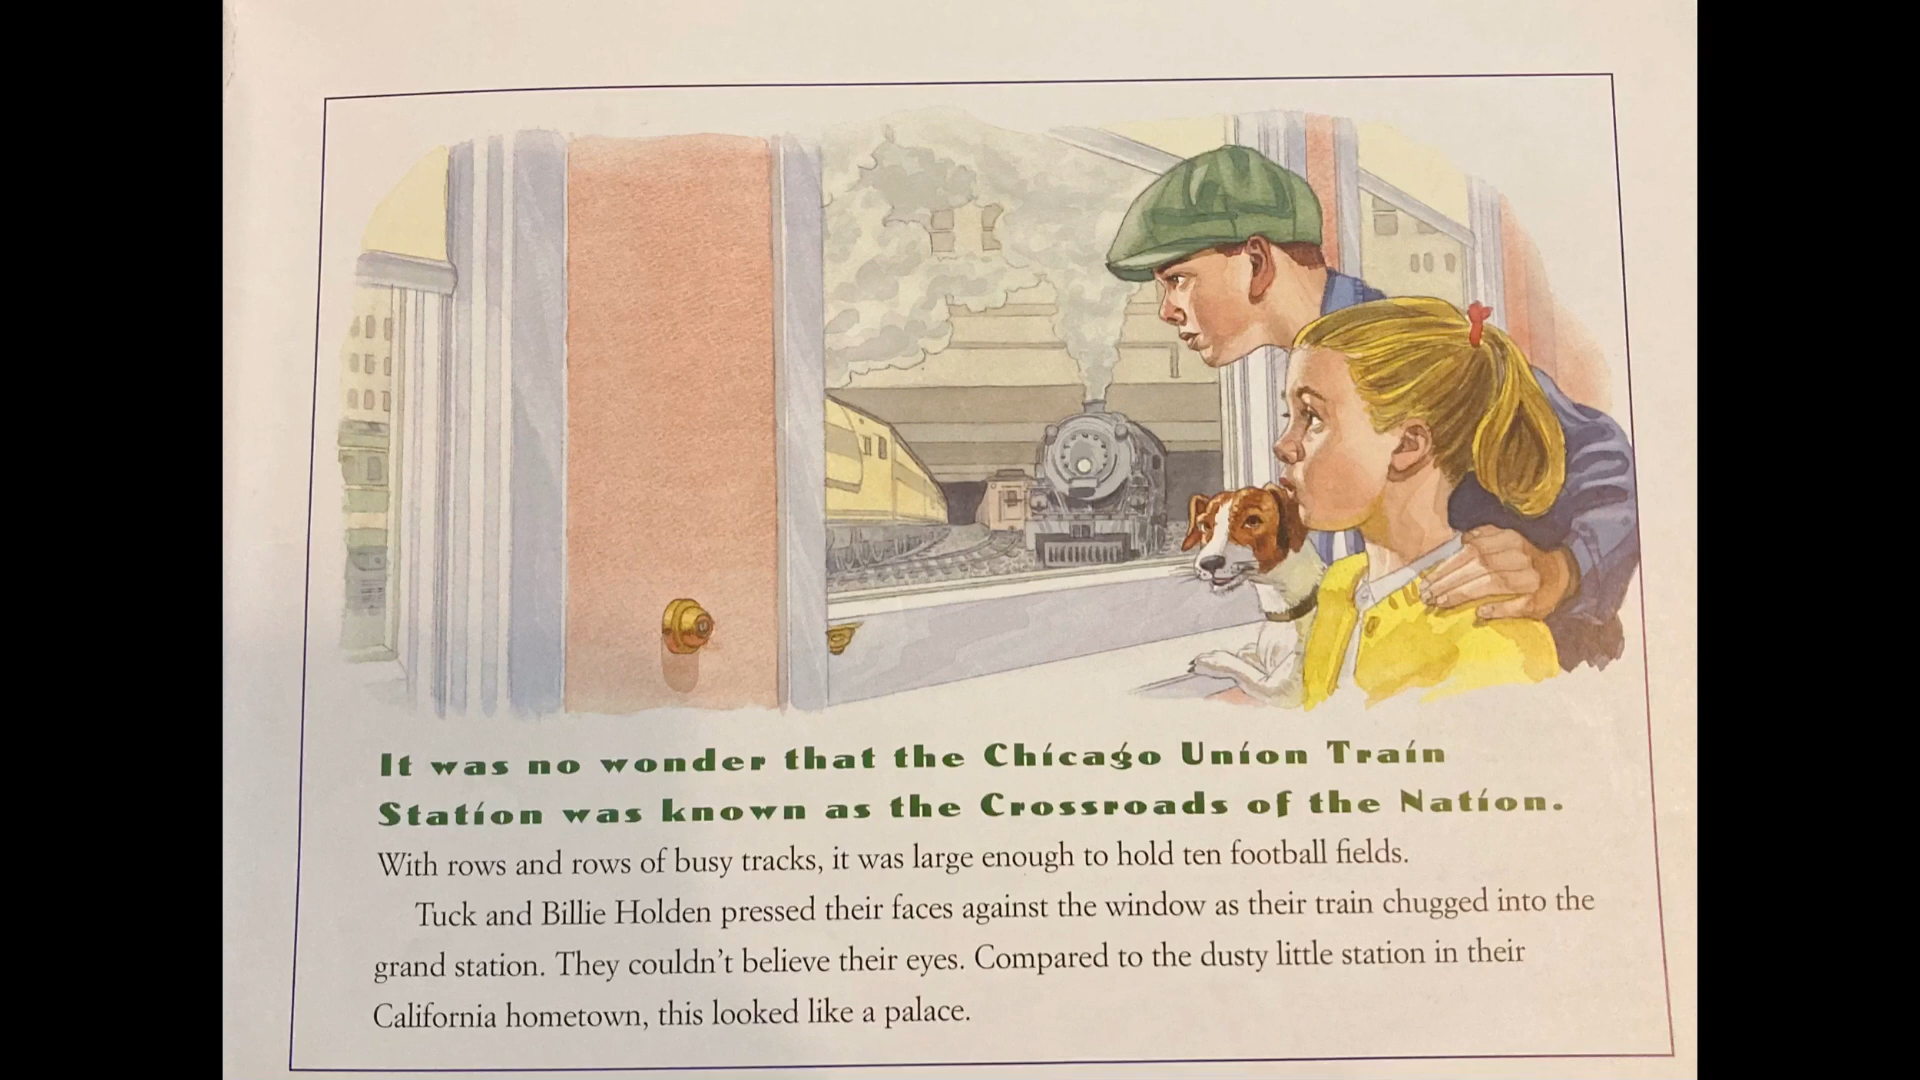 It was no wonder that the Chicago Union Train
Station was known as the Crossroads of the Nation.
With rows and rows of busy tracks, it was large enough to hold ten football fields.
Tuck and Billie Holden pressed their faces against the window as their train chugged into the
grand station. They couldn't believe their eyes. Compared to the dusty little station in their
California hometown, this looked like a palace.